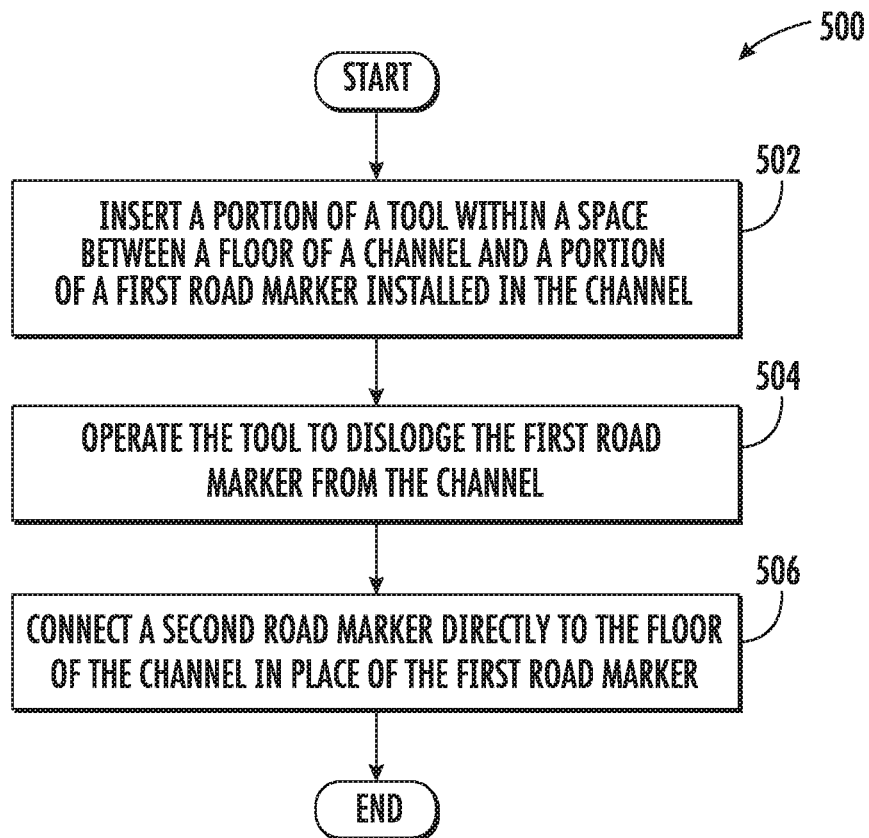 500
START
502
INSERT A PORTION OF A TOOL WITHIN A SPACE
BETWEEN A FLOOR OF A CHANNEL AND A PORTION
OF A FIRST ROAD MARKER INSTALLED IN THE CHANNEL
504
OPERATE THE TOOL TO DISLODGE THE FIRST ROAD
MARKER FROM THE CHANNEL
506
CONNECT A SECOND ROAD MARKER DIRECTLY TO THE FLOOR
OF THE CHANNEL IN PLACE OF THE FIRST ROAD MARKER
END